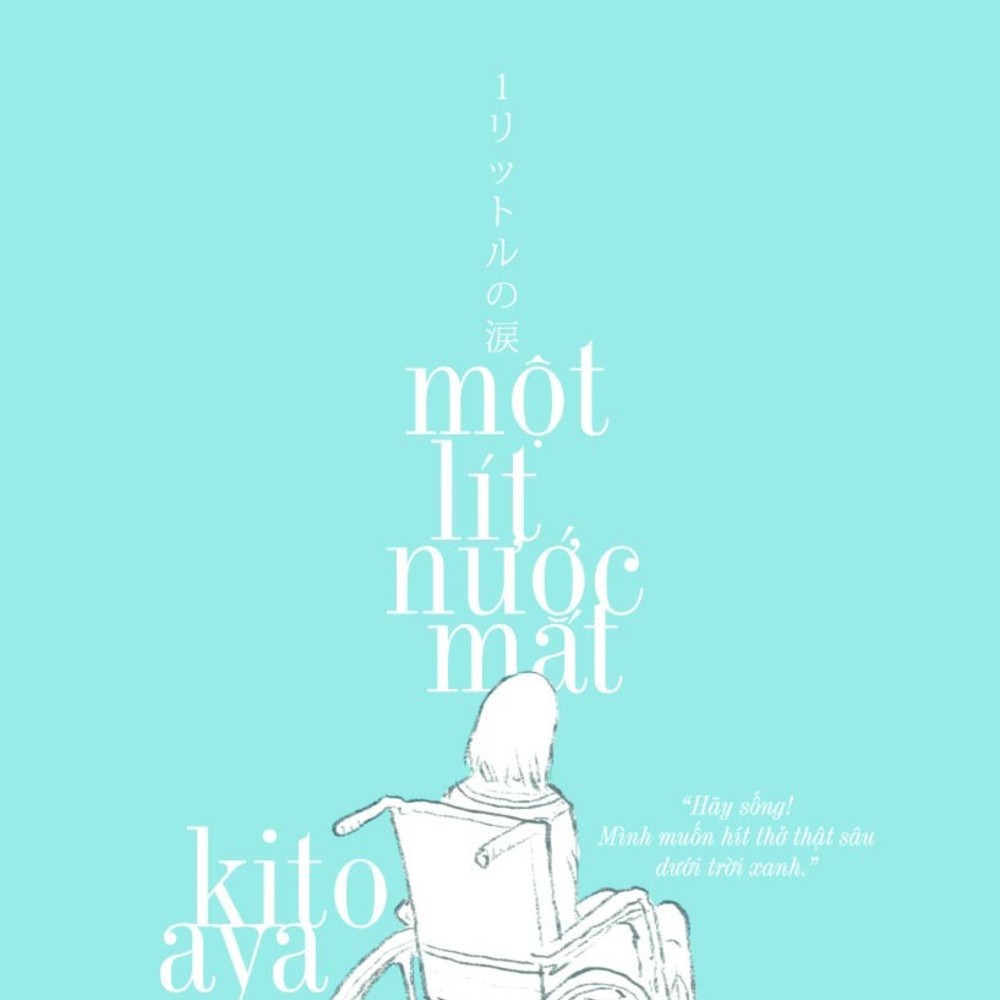 1リットルの涙
một
lít
nước
mắt
kito
aya
“Hãy sống!
Mình muốn hít thở thật sâu
dưới trời xanh.”